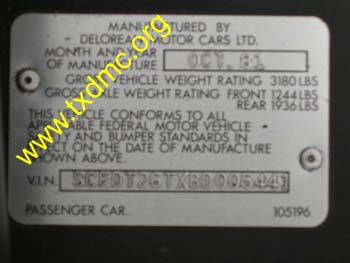 MANUFACTURED BY
DELOREAN MOTOR CARS LTD.
MONTH AND YEAR
OF MANUFACTURE OCT. 81
GROSS VEHICLE WEIGHT RATING 3180 LBS
GROSS AXLE WEIGHT RATING FRONT 1244 LBS
REAR 1936 LBS
THIS VEHICLE CONFORMS TO ALL
APPLICABLE FEDERAL MOTOR VEHICLE
SAFETY AND BUMPER STANDARDS IN
EFFECT ON THE DATE OF MANUFACTURE
SHOWN ABOVE.
V.I.N.
PASSENGER CAR 105196
www.txdmc.org